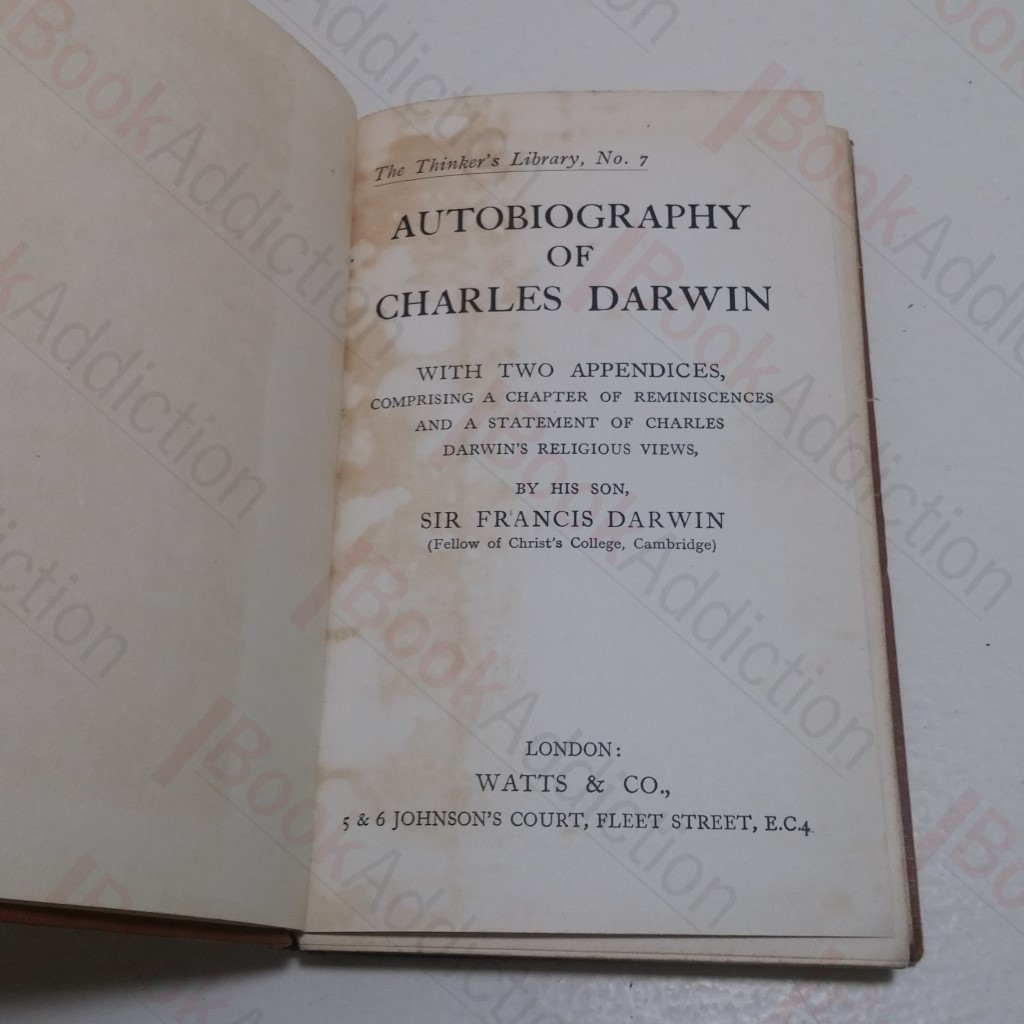 The Thinker's Library, No. 7
AUTOBIOGRAPHY
OF
CHARLES DARWIN
WITH TWO APPENDICES,
COMPRISING A CHAPTER OF REMINISCENCES
AND A STATEMENT OF CHARLES
DARWIN'S RELIGIOUS VIEWS,
BY HIS SON,
SIR FRANCIS DARWIN
(Fellow of Christ's College, Cambridge)
LONDON:
WATTS & CO.,
5 & 6 JOHNSON'S COURT, FLEET STREET, E.C.4
BookAddiction